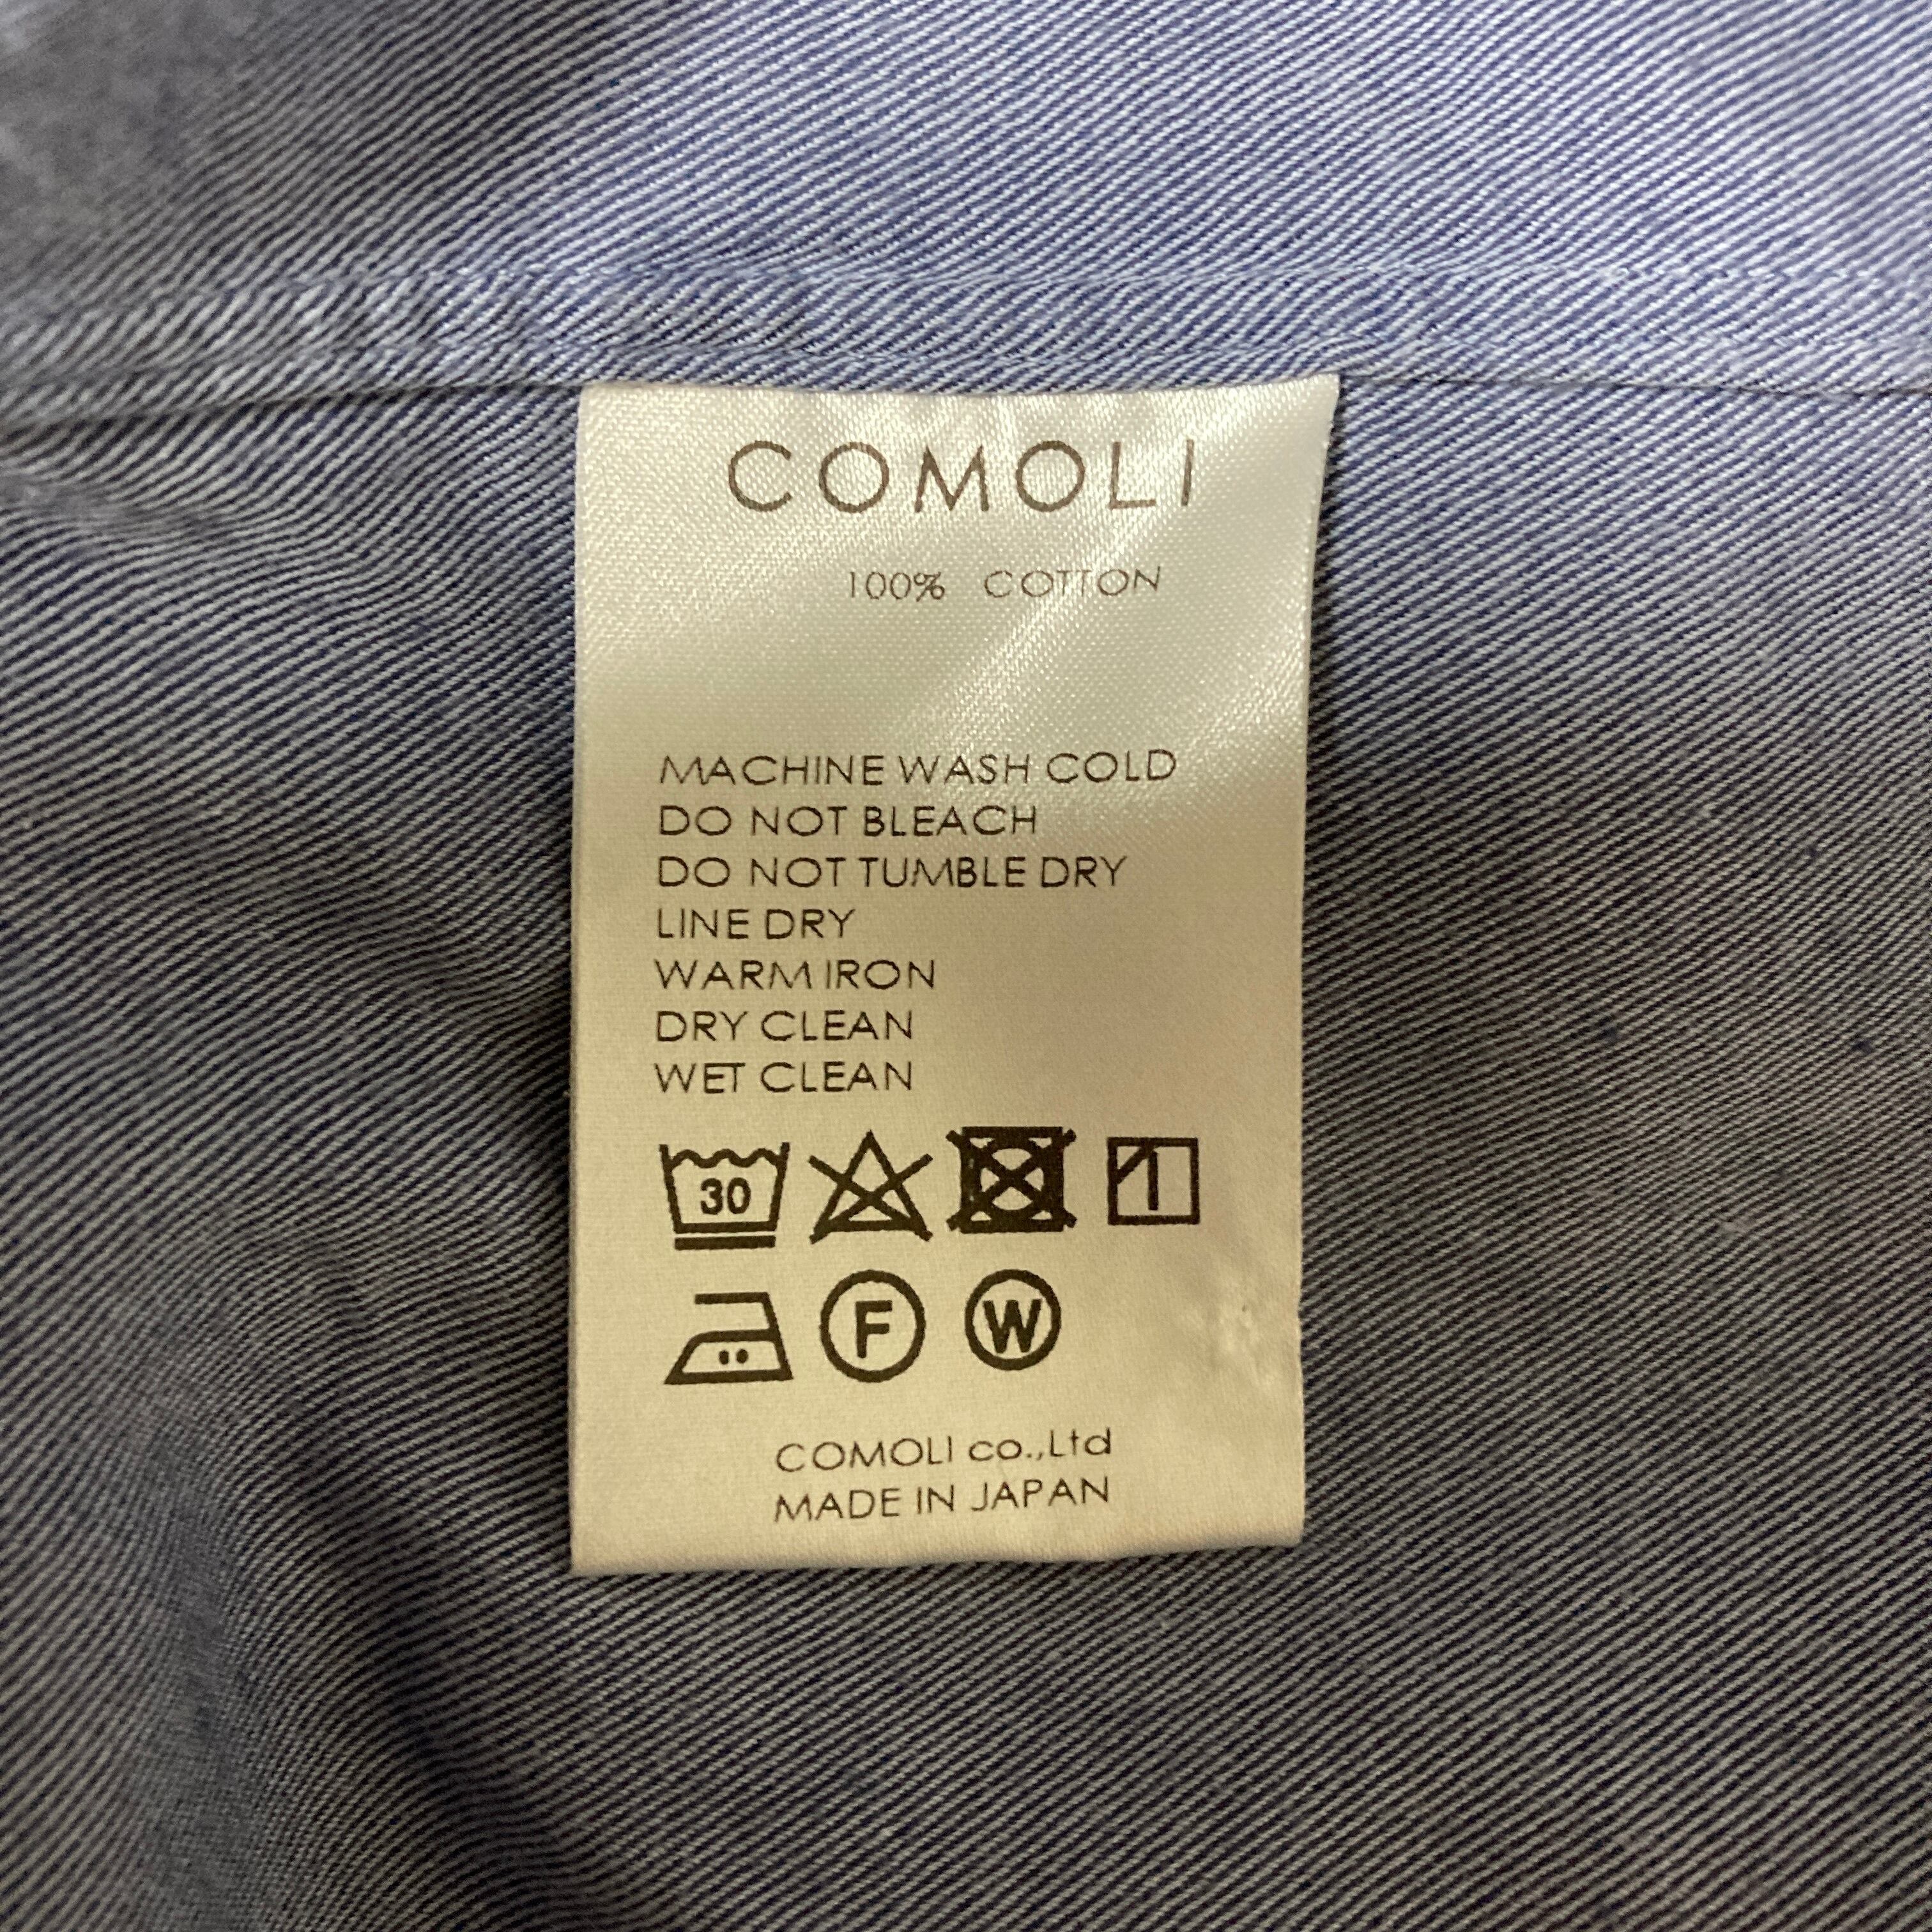 COMOLI
100% COTTON
MACHINE WASH COLD
DO NOT BLEACH
DO NOT TUMBLE DRY
LINE DRY
WARM IRON
DRY CLEAN
WET CLEAN
30
F W
COMOLI co.,Ltd
MADE IN JAPAN